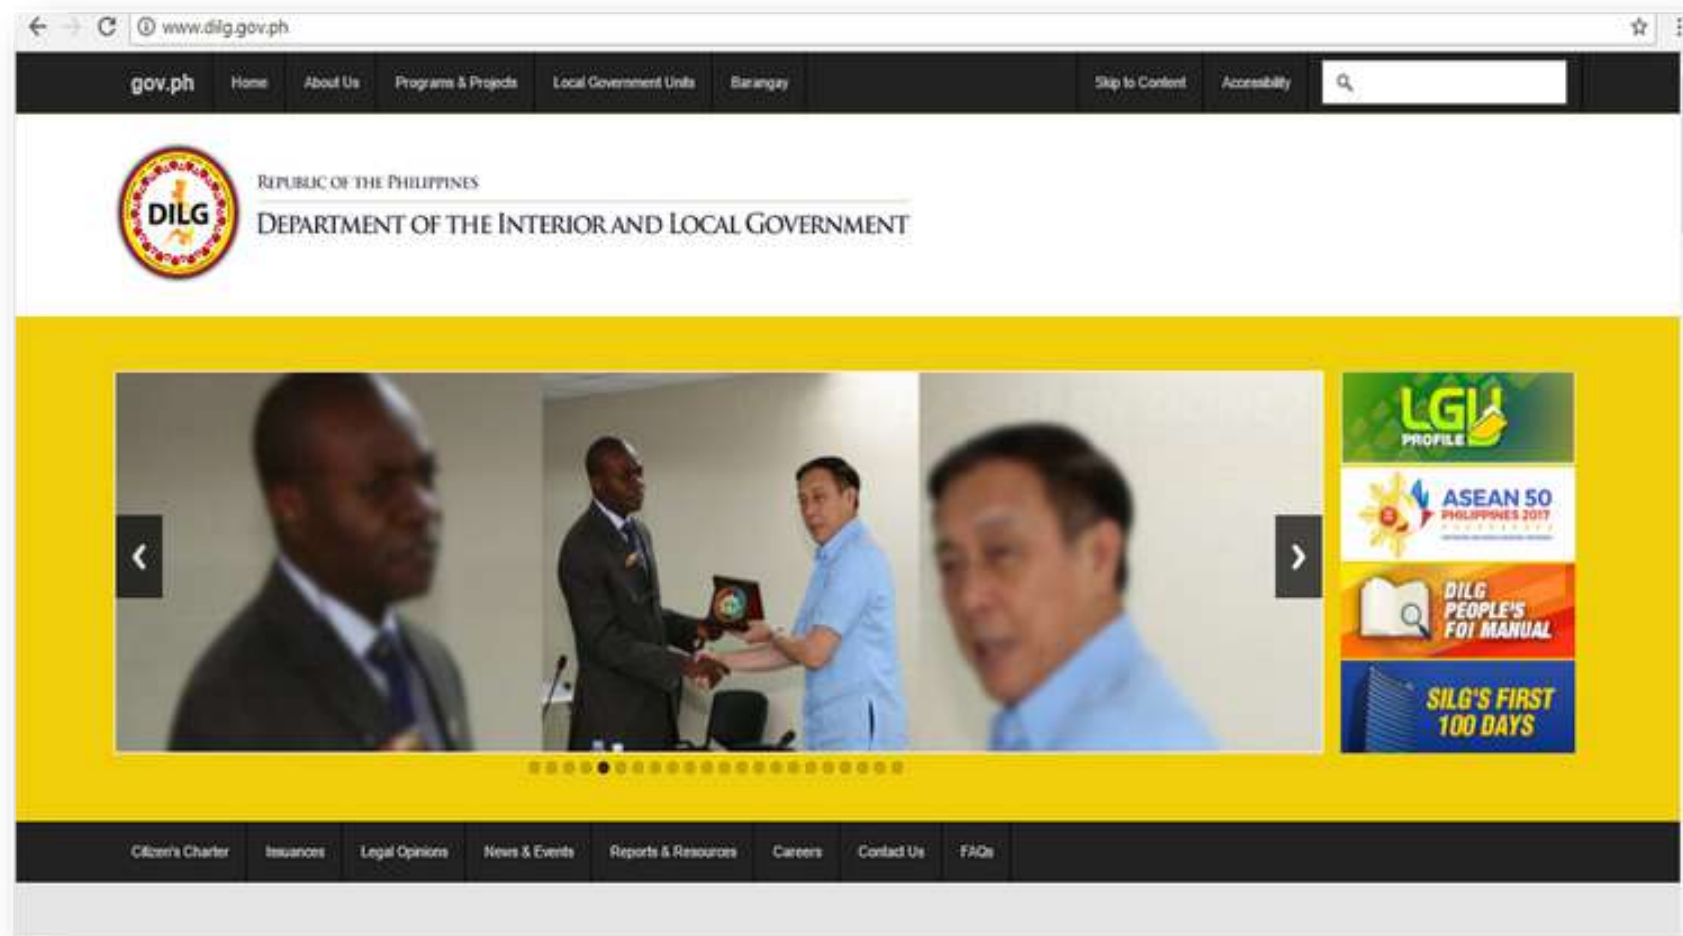 www.dilg.gov.ph
gov.ph Home About Us Programs & Projects Local Government Units Barangay Skip to Content Accessibility
DILG
REPUBLIC OF THE PHILIPPINES
DEPARTMENT OF THE INTERIOR AND LOCAL GOVERNMENT
LGU
PROFILE
ASEAN 50
PHILIPPINES 2017
DILG
PEOPLE'S
FOI MANUAL
SILG'S FIRST
100 DAYS
Citizen's Charter Issuances Legal Opinions News & Events Reports & Resources Careers Contact Us FAQs